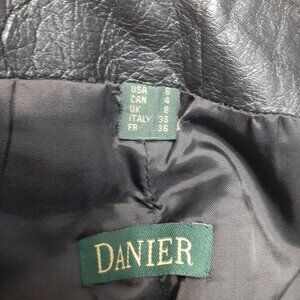 USA 6
CAN 4
UK 8
ITALY 38
FR 36
DANIER